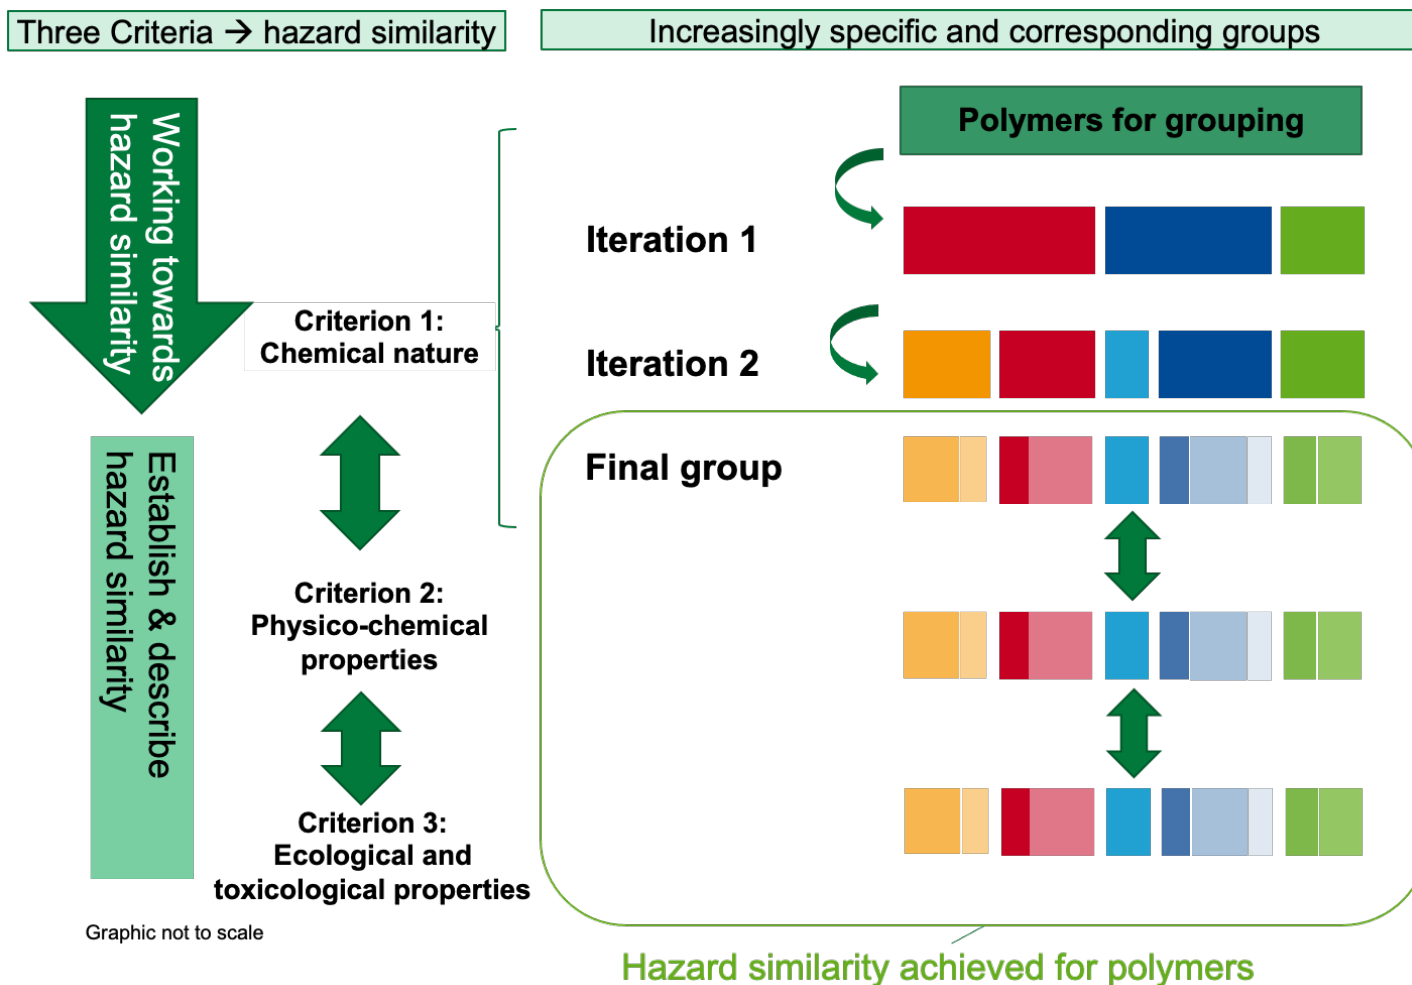 Three Criteria → hazard similarity
Increasingly specific and corresponding groups
Working towards
hazard similarity
Polymers for grouping
Iteration 1
Criterion 1:
Chemical nature
Iteration 2
Establish & describe
hazard similarity
Final group
Criterion 2:
Physico-chemical
properties
Criterion 3:
Ecological and
toxicological properties
Graphic not to scale
Hazard similarity achieved for polymers